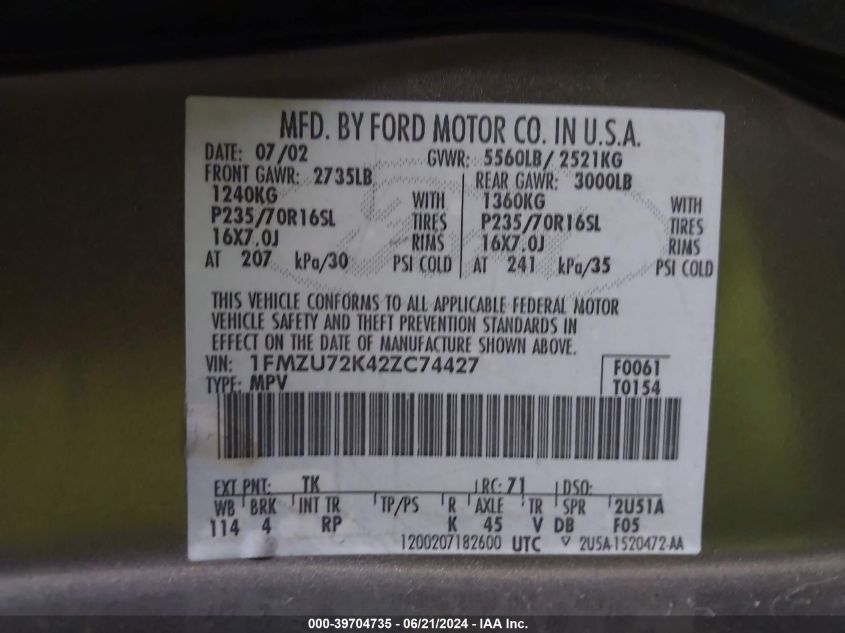 MFD. BY FORD MOTOR CO. IN U.S.A.
DATE: 07/02 GVWR: 5560LB/ 2521KG
FRONT GAWR: 2735LB REAR GAWR: 3000LB
1240KG WITH 1360KG WITH
P235/70R16SL TIRES P235/70R16SL TIRES
16X7.0J RIMS 16X7.0J RIMS
AT 207 kPa/30 PSI COLD AT 241 kPa/35 PSI COLD
THIS VEHICLE CONFORMS TO ALL APPLICABLE FEDERAL MOTOR
VEHICLE SAFETY AND THEFT PREVENTION STANDARDS IN
EFFECT ON THE DATE OF MANUFACTURE SHOWN ABOVE.
VIN: 1FMZU72K42ZC74427 F0061
TYPE: MPV T0154
EXT PNT: TK RC: 71 DSO:
WB BRK INT TR TP/PS R AXLE TR SPR 2U51A
114 4 RP K 45 V DB F05
1200207182600 UTC ▽ 2U5A-1520472-AA
000-39704735 - 06/21/2024 - IAA Inc.